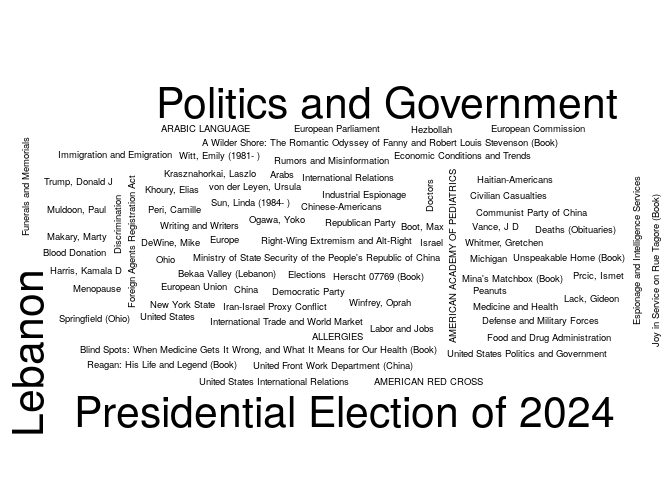 Politics and Government
ARABIC LANGUAGE
European Parliament
Hezbollah
European Commission
A Wilder Shore: The Romantic Odyssey of Fanny and Robert Louis Stevenson (Book)
Immigration and Emigration
Witt, Emily (1981- )
Rumors and Misinformation
Economic Conditions and Trends
Funerals and Memorials
Krasznahorkai, Laszlo
Arabs
International Relations
Trump, Donald J
Khoury, Elias
von der Leyen, Ursula
Industrial Espionage
Doctors
Haitian-Americans
Civilian Casualties
Foreign Agents Registration Act
AMERICAN ACADEMY OF PEDIATRICS
Espionage and Intelligence Services
Joy in Service on Rue Tagore (Book)
Muldoon, Paul
Discrimination
Peri, Camille
Sun, Linda (1984- )
Chinese-Americans
Communist Party of China
Writing and Writers
Ogawa, Yoko
Republican Party
Boot, Max
Vance, J D
Deaths (Obituaries)
Makary, Marty
DeWine, Mike
Europe
Right-Wing Extremism and Alt-Right
Israel
Whitmer, Gretchen
Blood Donation
Ohio
Ministry of State Security of the People's Republic of China
Michigan
Unspeakable Home (Book)
Harris, Kamala D
Bekaa Valley (Lebanon)
Elections
Herscht 07769 (Book)
Mina's Matchbox (Book)
Prcic, Ismet
Menopause
European Union
China
Democratic Party
Peanuts
Lack, Gideon
Lebanon
New York State
Iran-Israel Proxy Conflict
Winfrey, Oprah
Medicine and Health
Springfield (Ohio)
United States
International Trade and World Market
Labor and Jobs
Defense and Military Forces
ALLERGIES
Food and Drug Administration
Blind Spots: When Medicine Gets It Wrong, and What It Means for Our Health (Book)
United States Politics and Government
Reagan: His Life and Legend (Book)
United Front Work Department (China)
United States International Relations
AMERICAN RED CROSS
Presidential Election of 2024